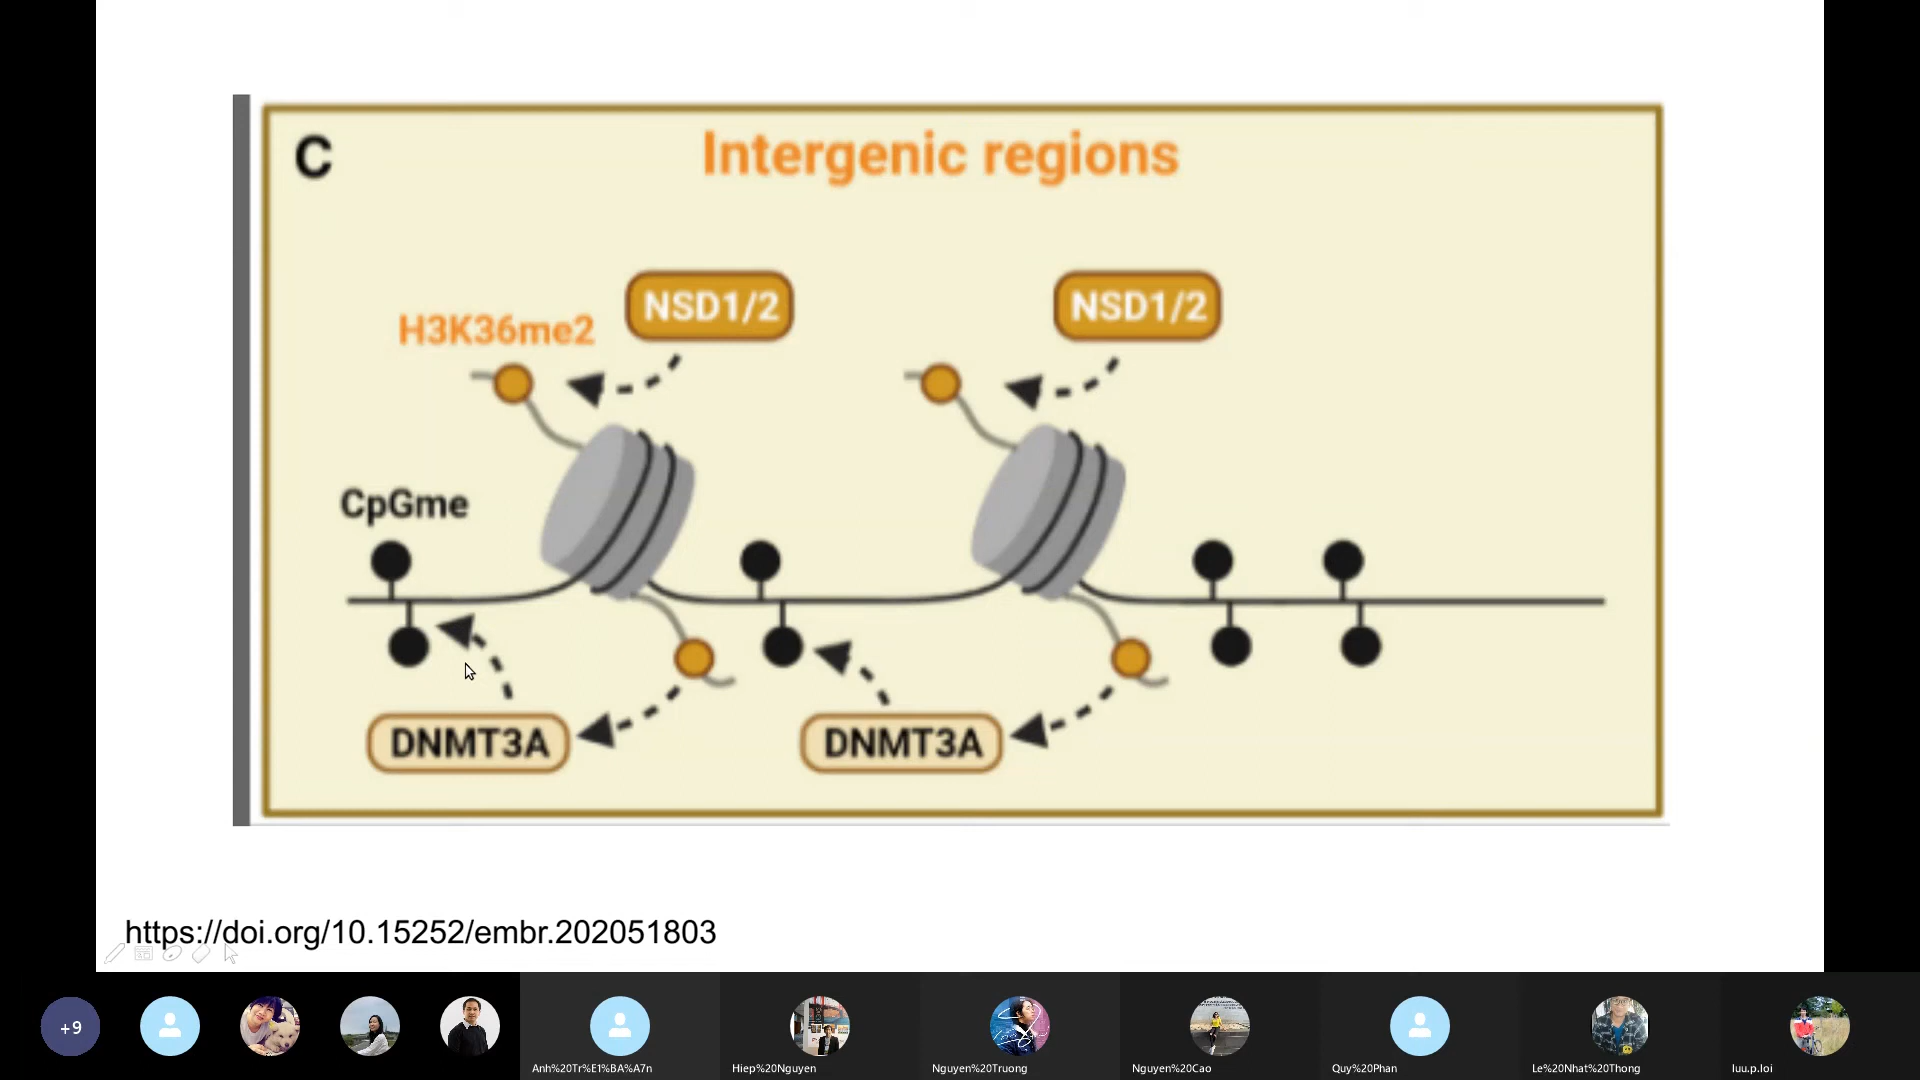 C
Intergenic regions
H3K36me2
NSD1/2
NSD1/2
CpGme
DNMT3A
DNMT3A
https://doi.org/10.15252/embr.202051803
+9
Anh%20Tr%E1%BA%A7n
Hiep%20Nguyen
Nguyen%20Truong
Nguyen%20Cao
Quy%20Phan
Le%20Nhat%20Thong
luu.p.loi